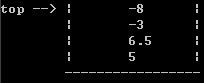 top --> ¦ -8 ¦
¦ -3 ¦
¦ 6.5 ¦
¦ 5 ¦
-----------------